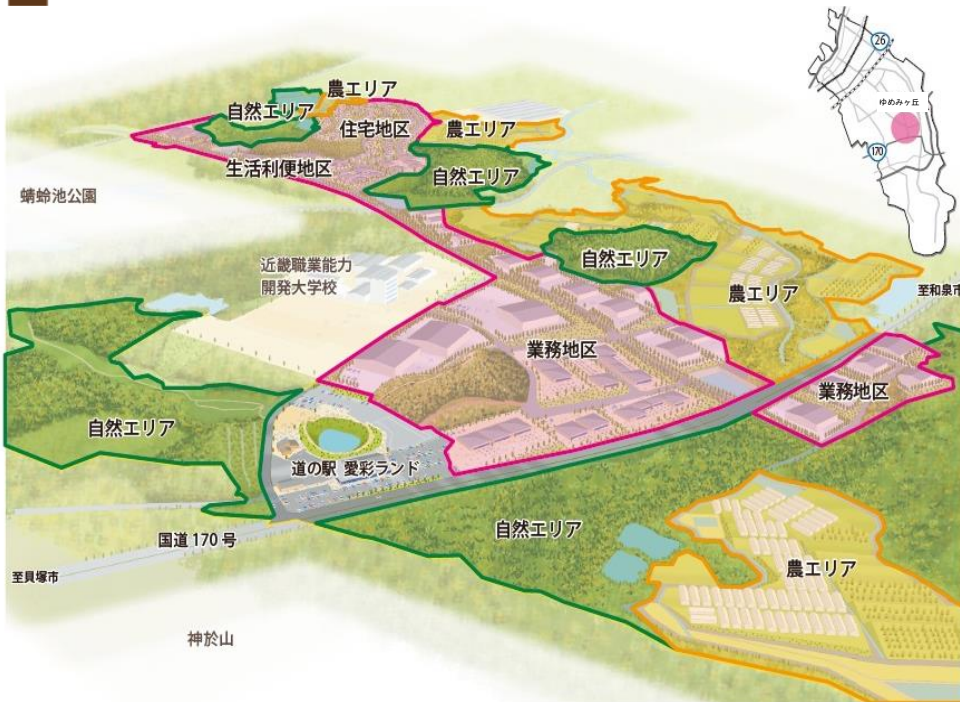 26
ゆめみヶ丘
170
農エリア
自然エリア
住宅地区
農エリア
生活利便地区
自然エリア
蜻蛉池公園
近畿職業能力
開発大学校
自然エリア
農エリア
至和泉市
業務地区
業務地区
自然エリア
道の駅 愛彩ランド
自然エリア
国道170号
農エリア
至貝塚市
神於山